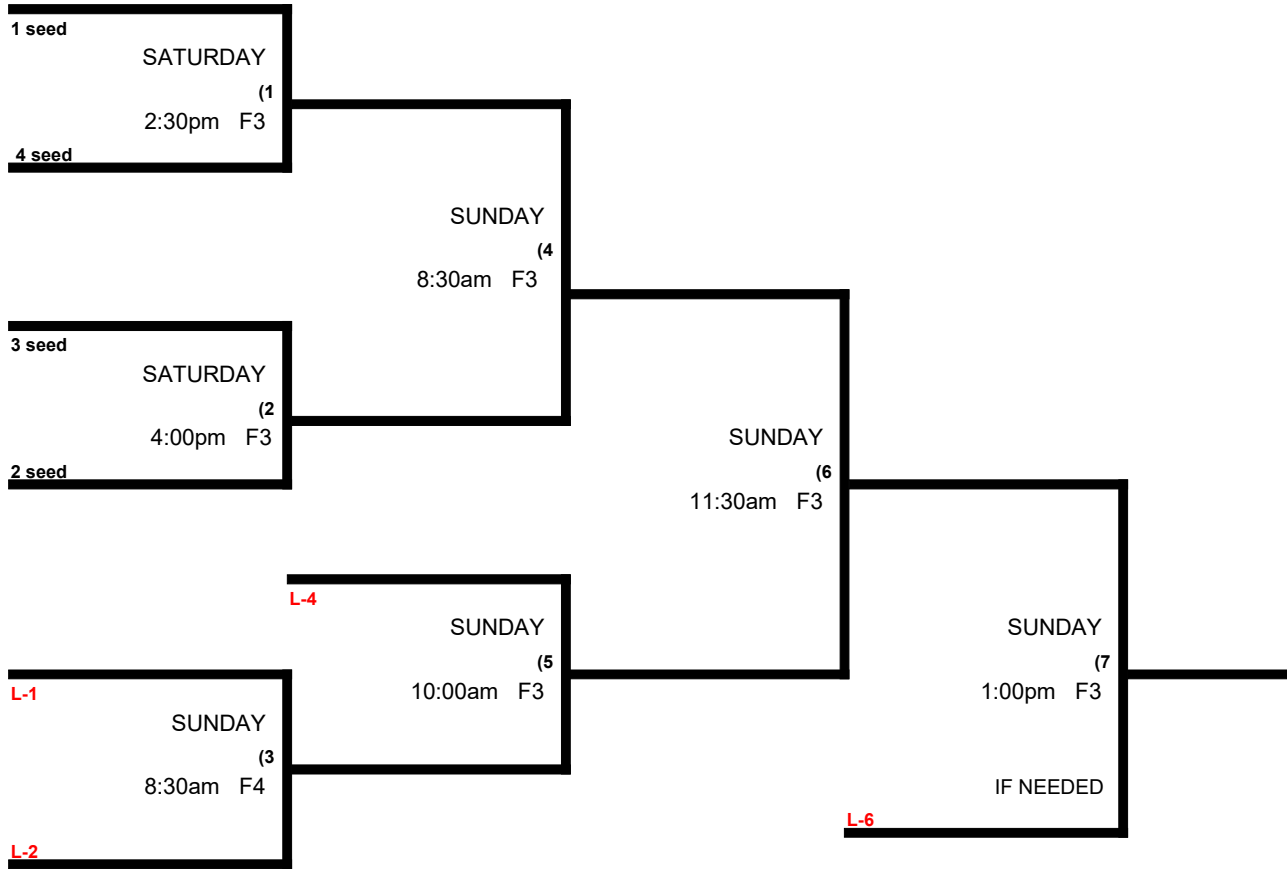 1 seed
SATURDAY
(1
2:30pm F3
4 seed
SUNDAY
(4
8:30am F3
3 seed
SATURDAY
(2
4:00pm F3
2 seed
SUNDAY
(6
11:30am F3
L-4
SUNDAY
(5
10:00am F3
L-1
SUNDAY
(3
8:30am F4
L-2
SUNDAY
(7
1:00pm F3
IF NEEDED
L-6